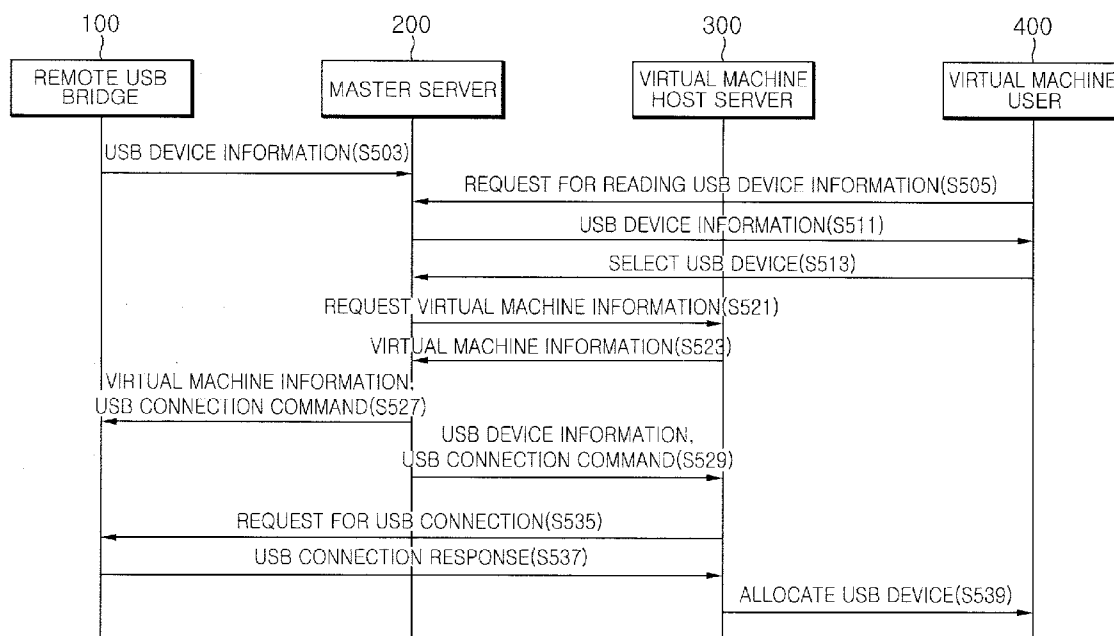 100
200
300
400
REMOTE USB
BRIDGE
MASTER SERVER
VIRTUAL MACHINE
HOST SERVER
VIRTUAL MACHINE
USER
USB DEVICE INFORMATION(S503)
REQUEST FOR READING USB DEVICE INFORMATION(S505)
USB DEVICE INFORMATION(S511)
SELECT USB DEVICE(S513)
REQUEST VIRTUAL MACHINE INFORMATION(S521)
VIRTUAL MACHINE INFORMATION(S523)
VIRTUAL MACHINE INFORMATION,
USB CONNECTION COMMAND(S527)
USB DEVICE INFORMATION,
USB CONNECTION COMMAND(S529)
REQUEST FOR USB CONNECTION(S535)
USB CONNECTION RESPONSE(S537)
ALLOCATE USB DEVICE(S539)